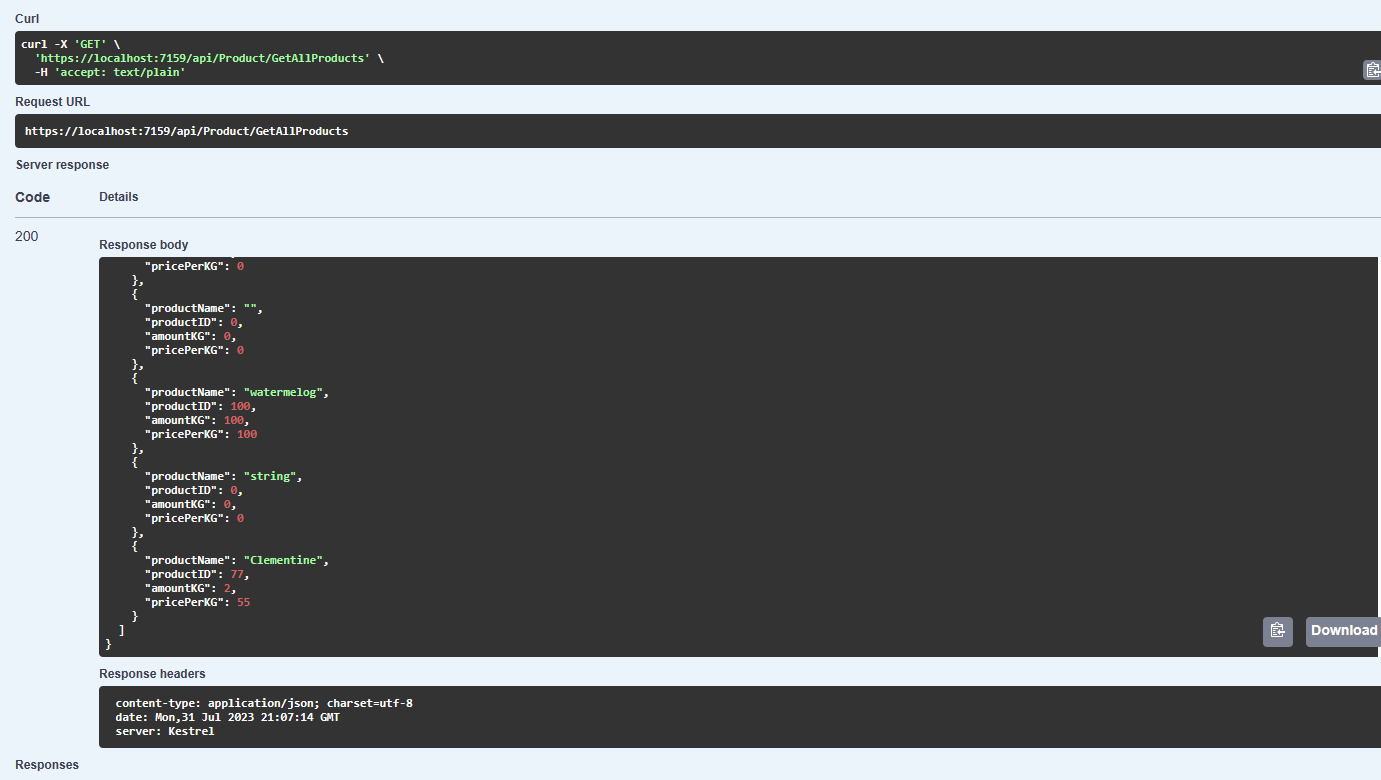 Curl
curl -X 'GET' \
  'https://localhost:7159/api/Product/GetAllProducts' \
  -H 'accept: text/plain'
Request URL
https://localhost:7159/api/Product/GetAllProducts
Server response
Code Details
200
Response body
      "pricePerKG": 0
    },
    {
      "productName": "",
      "productID": 0,
      "amountKG": 0,
      "pricePerKG": 0
    },
    {
      "productName": "watermelog",
      "productID": 100,
      "amountKG": 100,
      "pricePerKG": 100
    },
    {
      "productName": "string",
      "productID": 0,
      "amountKG": 0,
      "pricePerKG": 0
    },
    {
      "productName": "Clementine",
      "productID": 77,
      "amountKG": 2,
      "pricePerKG": 55
    }
  ]
}
Download
Response headers
content-type: application/json; charset=utf-8
date: Mon,31 Jul 2023 21:07:14 GMT
server: Kestrel
Responses